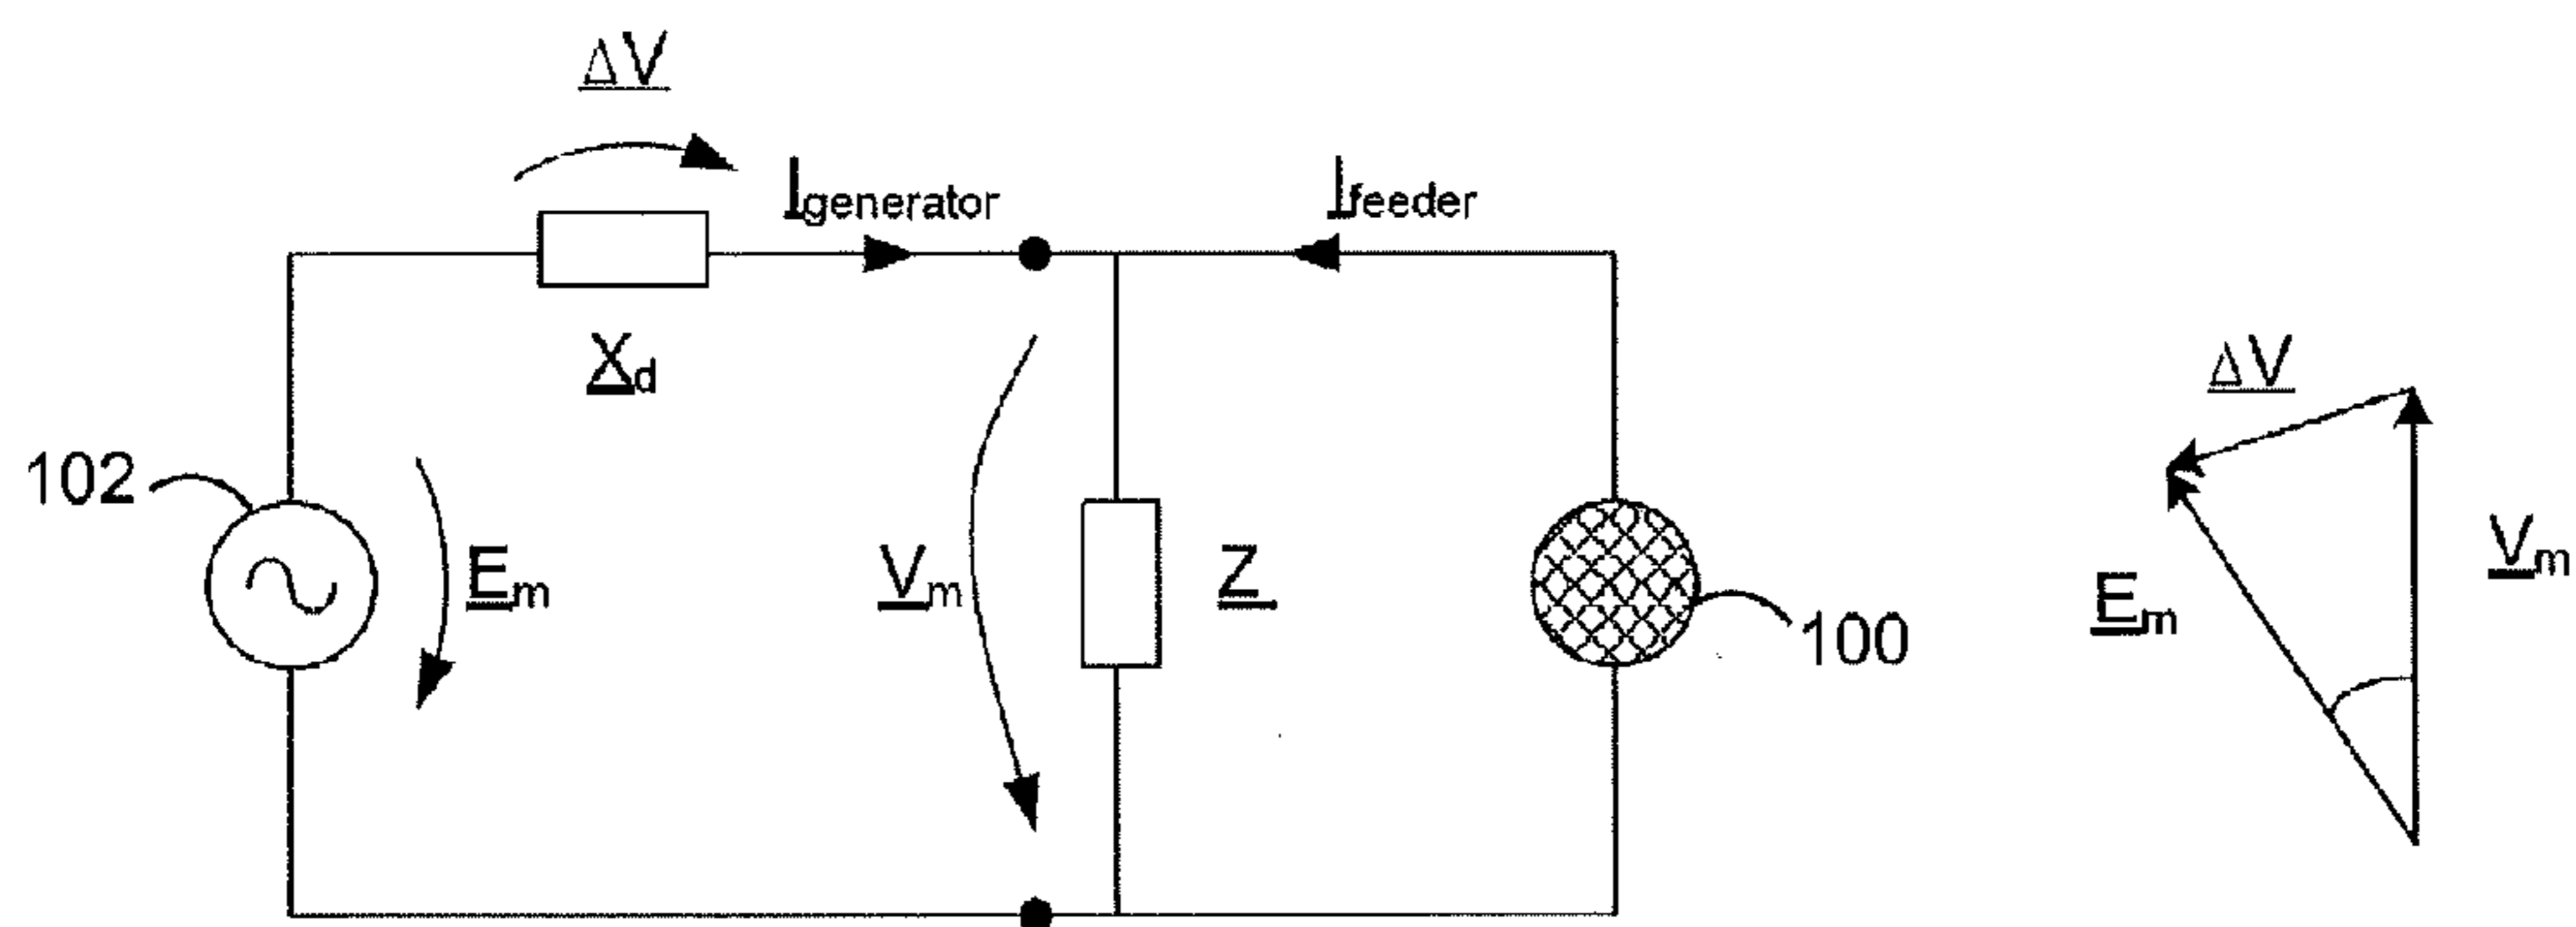 ΔV
Igenerator
Ifeeder
Xd
ΔV
102
Em
Vm
Z
100
Em
Vm